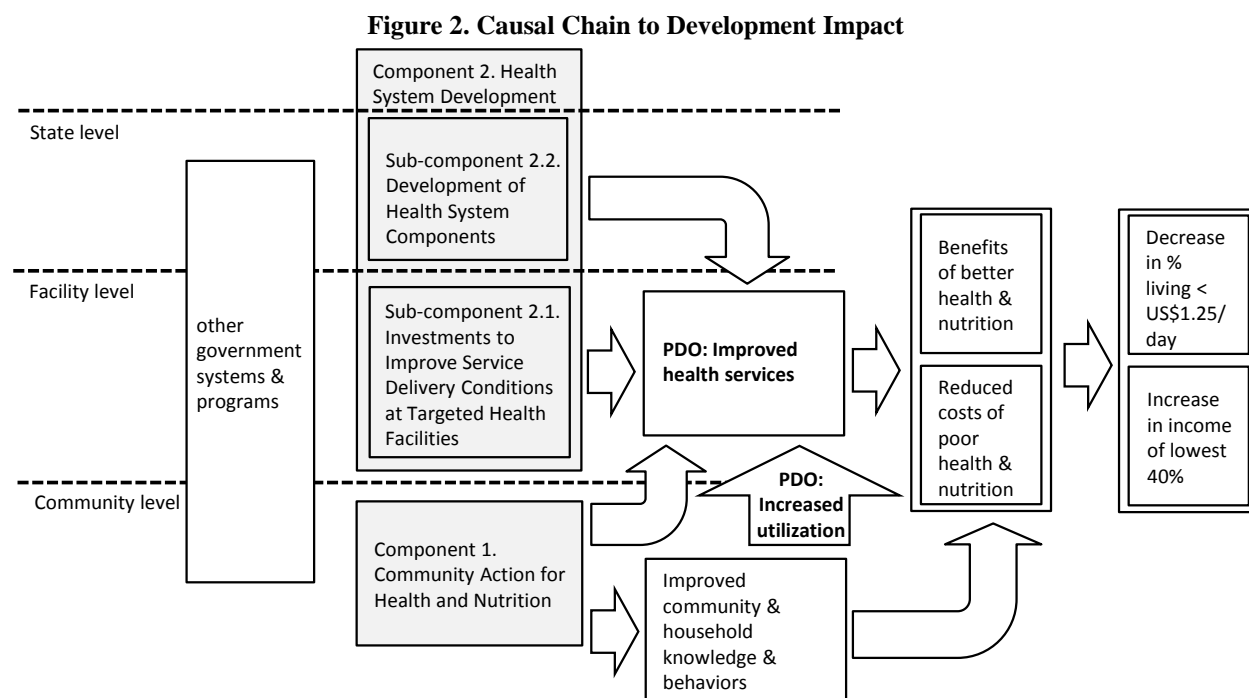 Figure 2. Causal Chain to Development Impact
Component 2. Health
System Development
State level
Sub-component 2.2.
Development of
Health System
Components
Facility level
other
government
systems &
programs
Sub-component 2.1.
Investments to
Improve Service
Delivery Conditions
at Targeted Health
Facilities
PDO: Improved
health services
Benefits
of better
health &
nutrition
Decrease
in %
living <
US$1.25/
day
Reduced
costs of
poor
health &
nutrition
Increase
in income
of lowest
40%
Community level
PDO:
Increased
utilization
Component 1.
Community Action for
Health and Nutrition
Improved
community &
household
knowledge &
behaviors